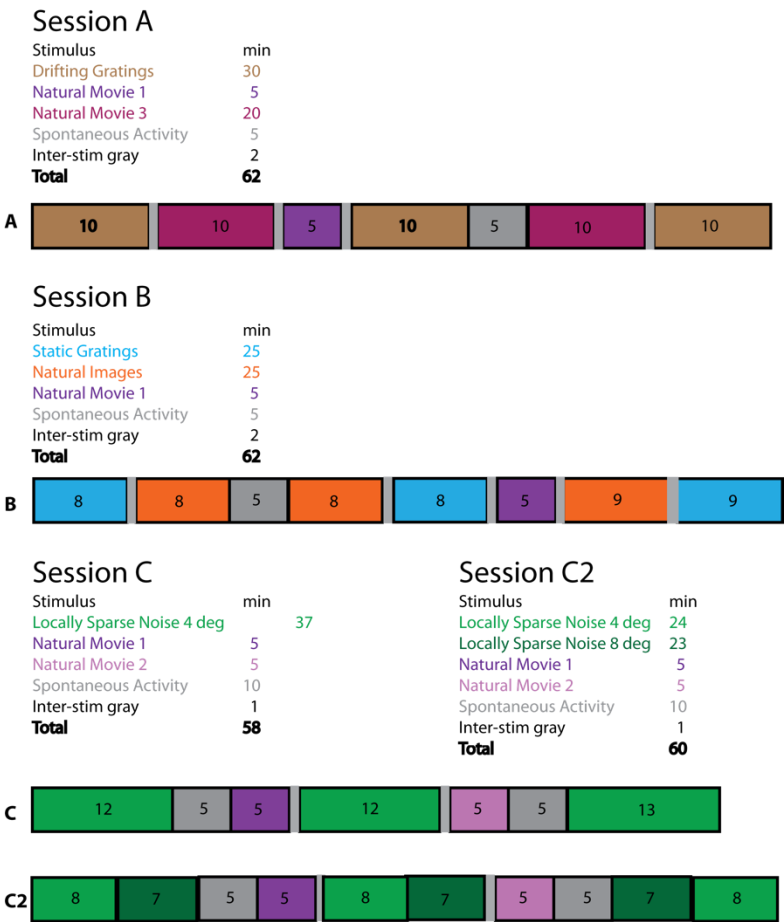 Session A
Stimulus min
Drifting Gratings 30
Natural Movie 1 5
Natural Movie 3 20
Spontaneous Activity 5
Inter-stim gray 2
Total 62
A 10 10 5 10 5 10 10
Session B
Stimulus min
Static Gratings 25
Natural Images 25
Natural Movie 1 5
Spontaneous Activity 5
Inter-stim gray 2
Total 62
B 8 8 5 8 8 5 9 9
Session C
Stimulus min
Locally Sparse Noise 4 deg 37
Natural Movie 1 5
Natural Movie 2 5
Spontaneous Activity 10
Inter-stim gray 1
Total 58
Session C2
Stimulus min
Locally Sparse Noise 4 deg 24
Locally Sparse Noise 8 deg 23
Natural Movie 1 5
Natural Movie 2 5
Spontaneous Activity 10
Inter-stim gray 1
Total 60
C 12 5 5 12 5 5 13
C2 8 7 5 5 8 7 5 5 7 8